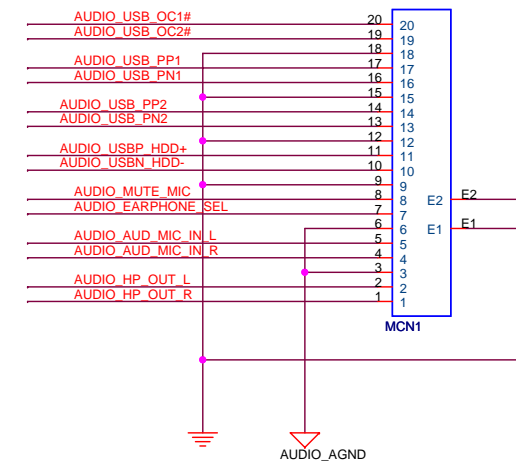 AUDIO_USB_OC1# 20 20
AUDIO_USB_OC2# 19 19
18 18
AUDIO_USB_PP1 17 17
AUDIO_USB_PN1 16 16
15 15
AUDIO_USB_PP2 14 14
AUDIO_USB_PN2 13 13
12 12
AUDIO_USBP_HDD+ 11 11
AUDIO_USBN_HDD- 10 10
9 9
AUDIO_MUTE_MIC 8 8 E2 E2
AUDIO_EARPHONE_SEL 7 7
6 6 E1 E1
AUDIO_AUD_MIC_IN_L 5 5
AUDIO_AUD_MIC_IN_R 4 4
3 3
AUDIO_HP_OUT_L 2 2
AUDIO_HP_OUT_R 1 1
MCN1
AUDIO_AGND